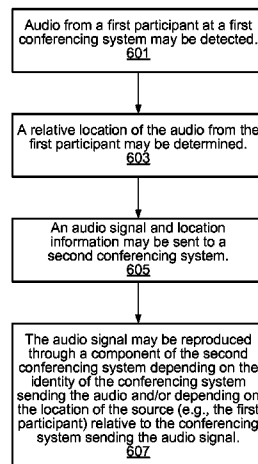 Audio from a first participant at a first
conferencing system may be detected.
601
A relative location of the audio from the
first participant may be determined.
603
An audio signal and location
information may be sent to a
second conferencing system.
605
The audio signal may be reproduced
through a component of the second
conferencing system depending on the
identity of the conferencing system
sending the audio and/or depending on
the location of the source (e.g., the first
participant) relative to the conferencing
system sending the audio signal.
607